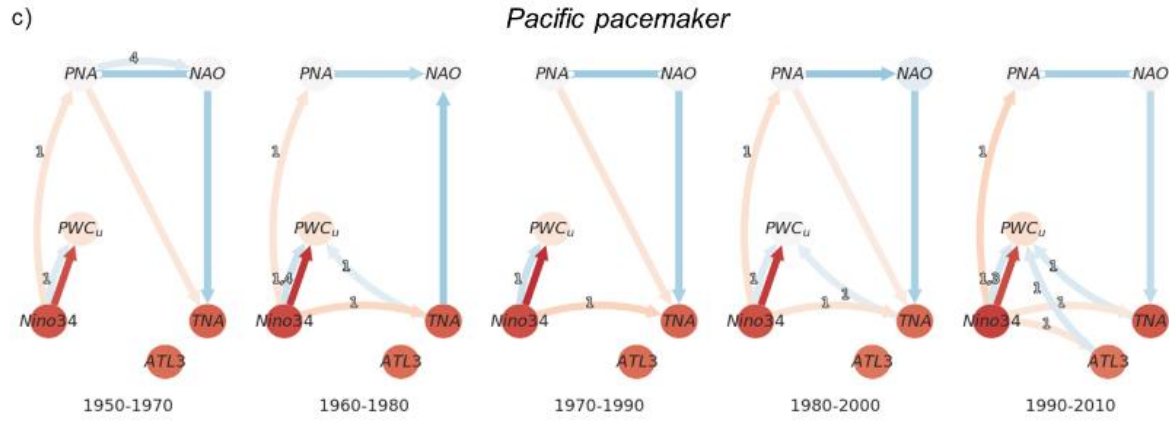 c) Pacific pacemaker
4
PNA NAO PNA NAO PNA NAO PNA NAO PNA NAO
1 1 1 1
PWCu PWCu PWCu PWCu PWCu
1 1,4 1 1 1 1 1 1,3 1 1
1 1 1 1 1
Nino34 TNA Nino34 TNA Nino34 TNA Nino34 TNA Nino34 TNA
ATL3 ATL3 ATL3 ATL3 ATL3
1950-1970 1960-1980 1970-1990 1980-2000 1990-2010